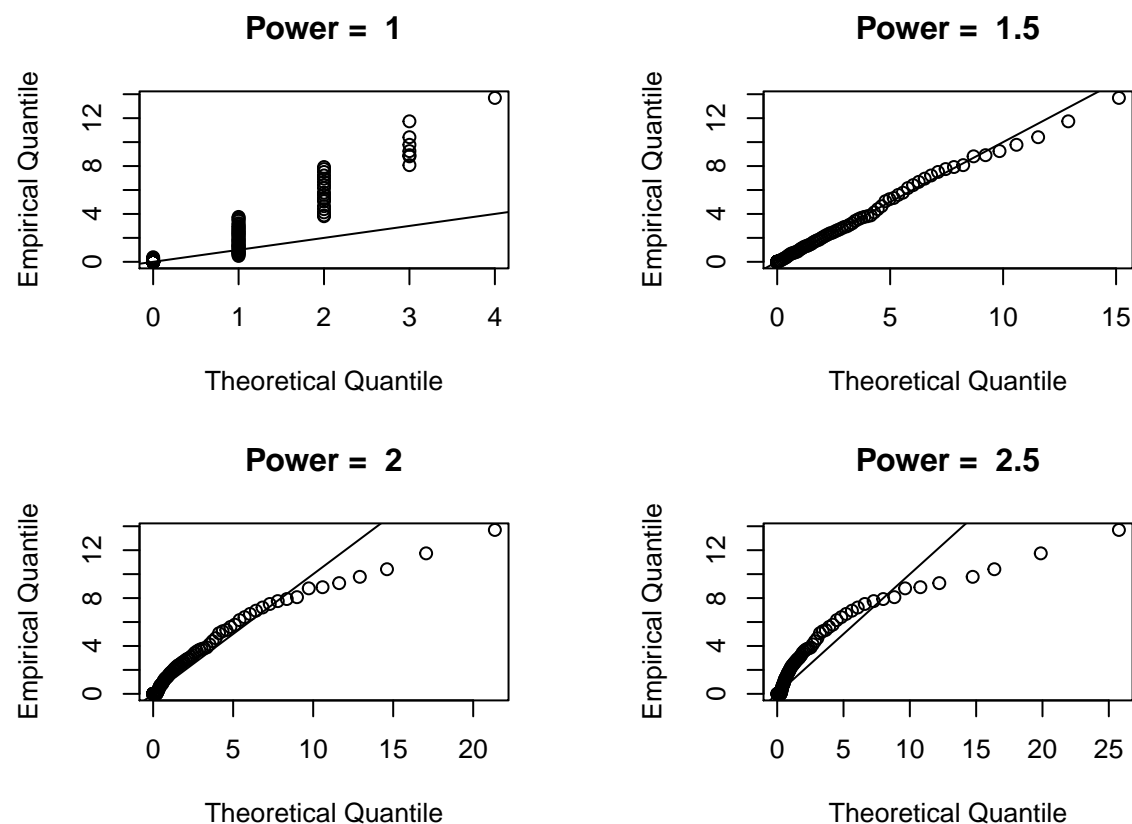 Power = 1
Empirical Quantile
0 4 8 12
0 1 2 3 4
Theoretical Quantile
Power = 1.5
Empirical Quantile
0 4 8 12
0 5 10 15
Theoretical Quantile
Power = 2
Empirical Quantile
0 4 8 12
0 5 10 15 20
Theoretical Quantile
Power = 2.5
Empirical Quantile
0 4 8 12
0 5 10 15 20 25
Theoretical Quantile